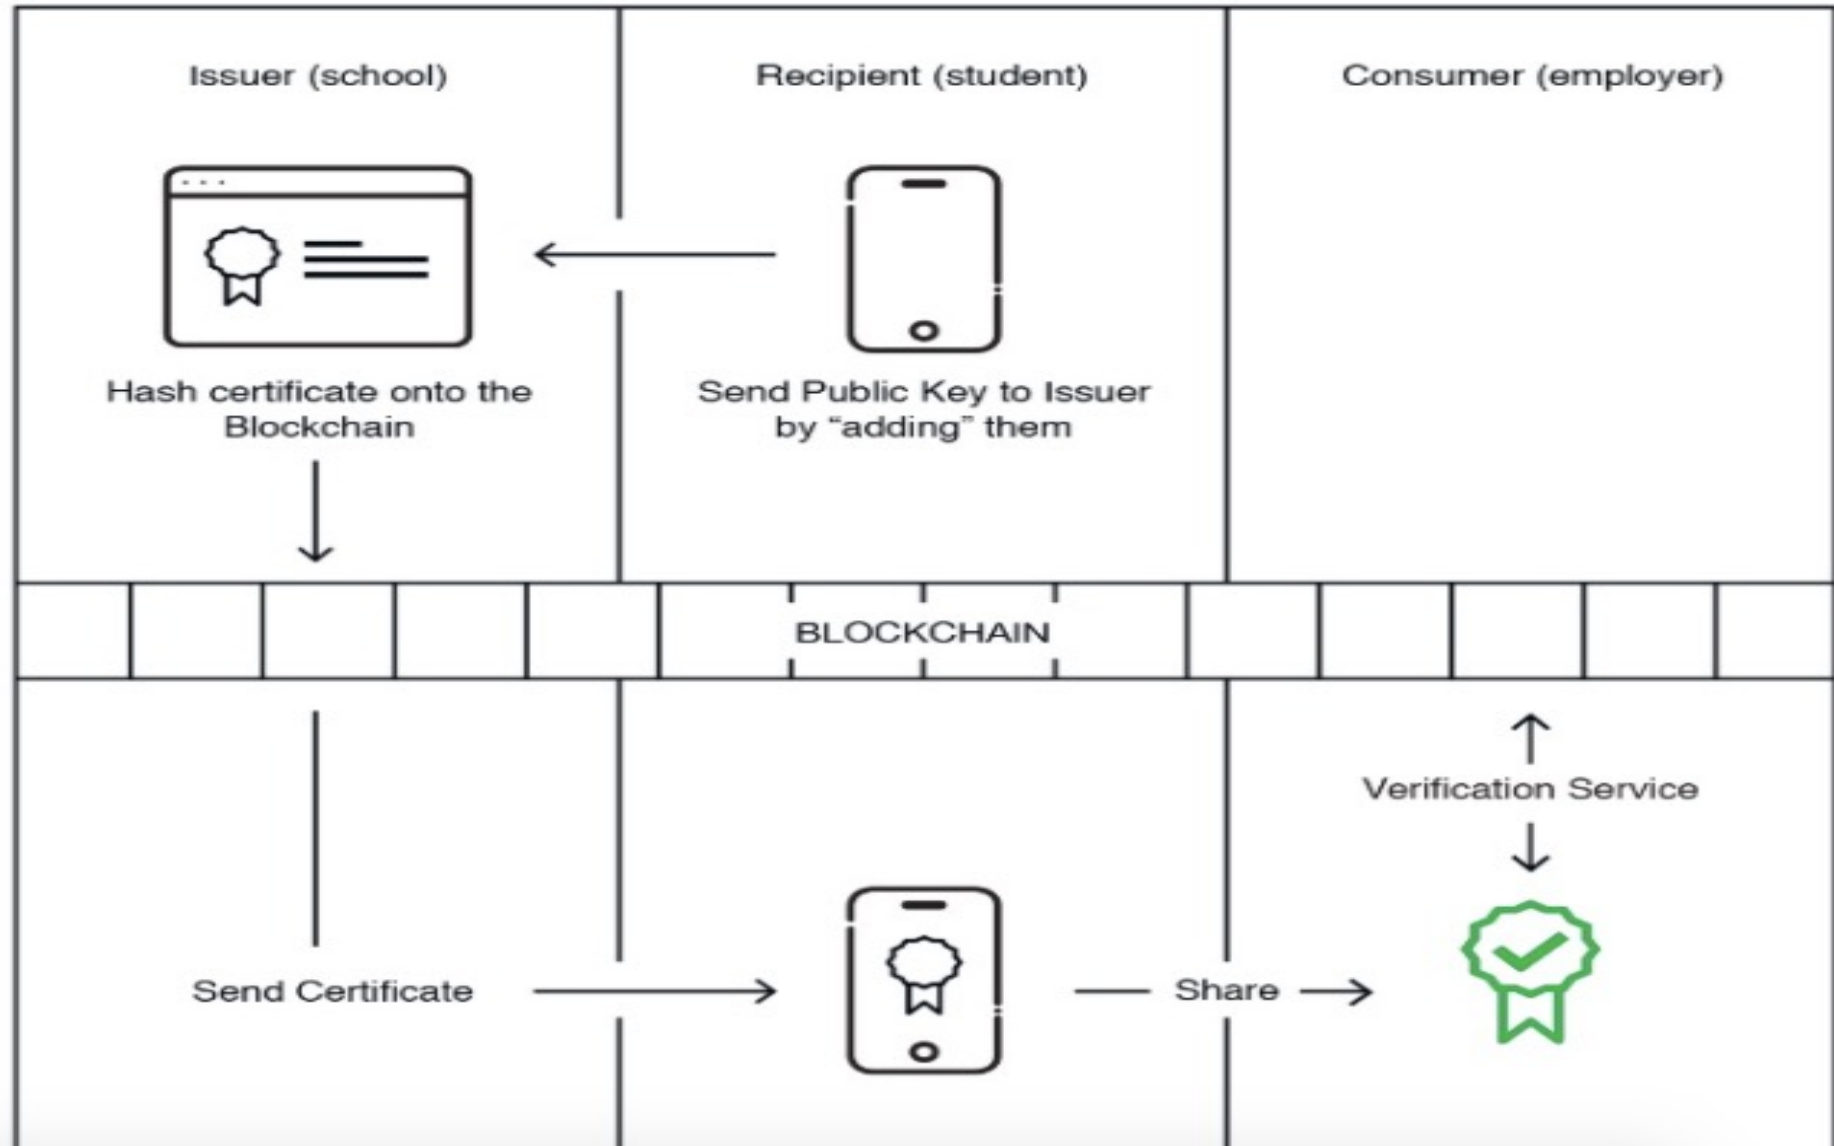 Issuer (school)
Recipient (student)
Consumer (employer)
Hash certificate onto the
Blockchain
Send Public Key to Issuer
by “adding” them
BLOCKCHAIN
Verification Service
Send Certificate
Share